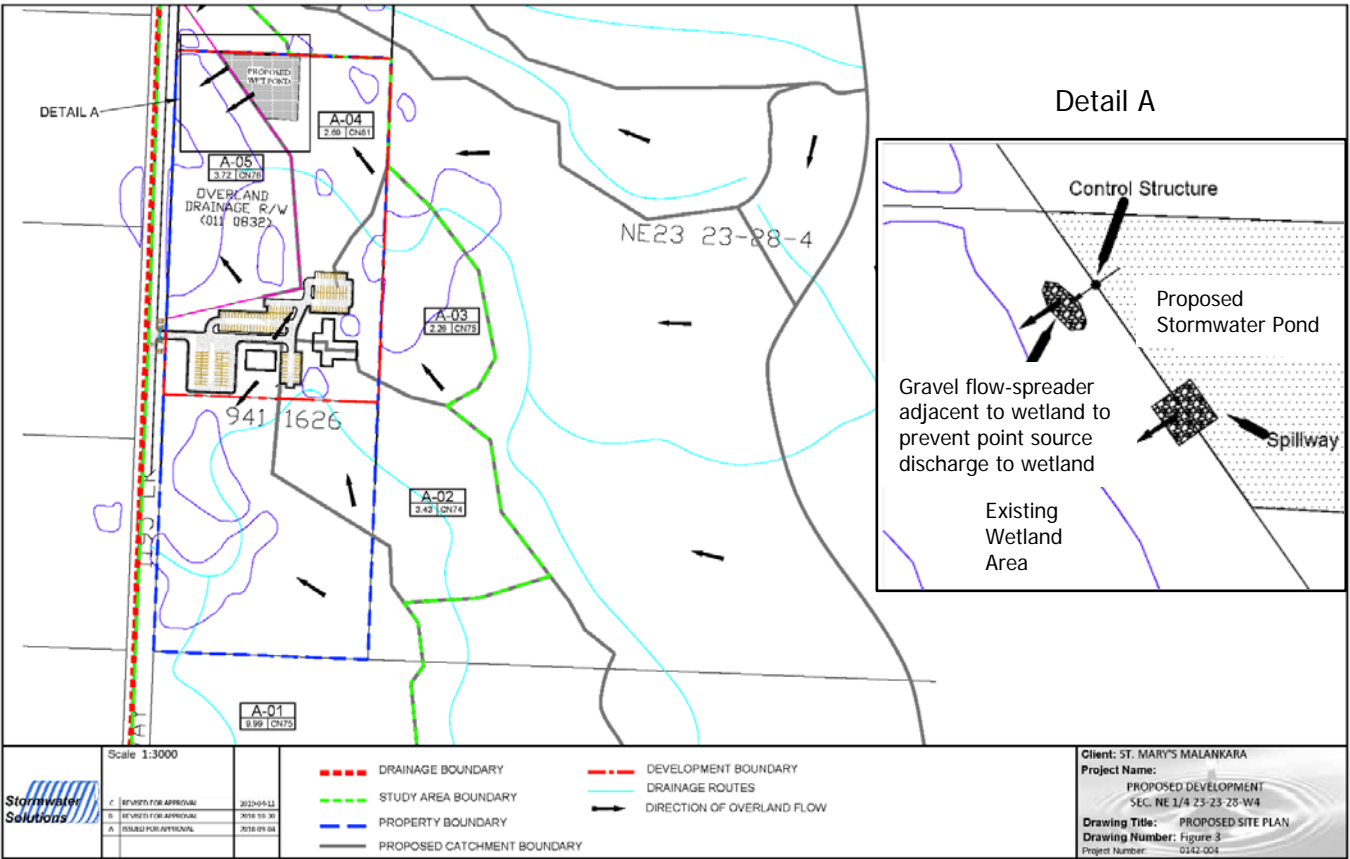 DETAIL A
PROPOSED
WET POND
A-04
2.69 CN81
A-05
3.72 CN76
OVERLAND
DRAINAGE R/W
(011 0832)
NE23 23-28-4
A-03
2.26 CN75
941 1626
A-02
3.43 CN74
A-01
9.99 CN75
Detail A
Control Structure
Proposed
Stormwater Pond
Gravel flow-spreader
adjacent to wetland to
prevent point source
discharge to wetland
Spillway
Existing
Wetland
Area
Stormwater
Solutions
Scale 1:3000
C REVISED FOR APPROVAL 2019-04-11
B REVISED FOR APPROVAL 2018-10-30
A ISSUED FOR APPROVAL 2018-09-04
DRAINAGE BOUNDARY
STUDY AREA BOUNDARY
PROPERTY BOUNDARY
PROPOSED CATCHMENT BOUNDARY
DEVELOPMENT BOUNDARY
DRAINAGE ROUTES
DIRECTION OF OVERLAND FLOW
Client: ST. MARY'S MALANKARA
Project Name:
PROPOSED DEVELOPMENT
SEC. NE 1/4 23-23-28-W4
Drawing Title: PROPOSED SITE PLAN
Drawing Number: Figure 3
Project Number: 0142-004